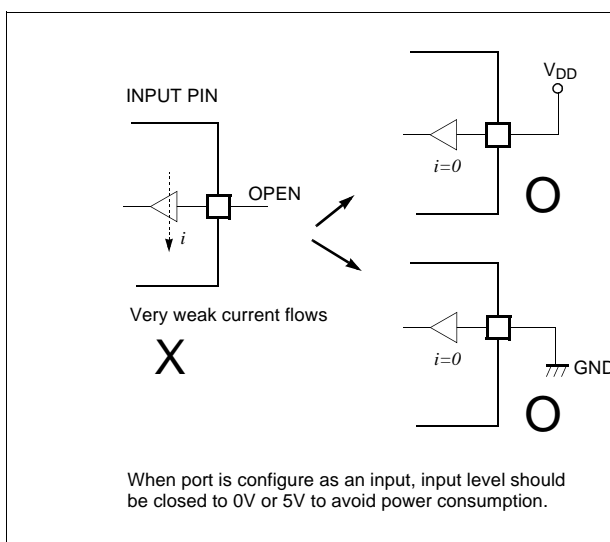 INPUT PIN
OPEN
i
Very weak current flows
X
VDD
i=0
O
i=0
GND
O
When port is configure as an input, input level should
be closed to 0V or 5V to avoid power consumption.